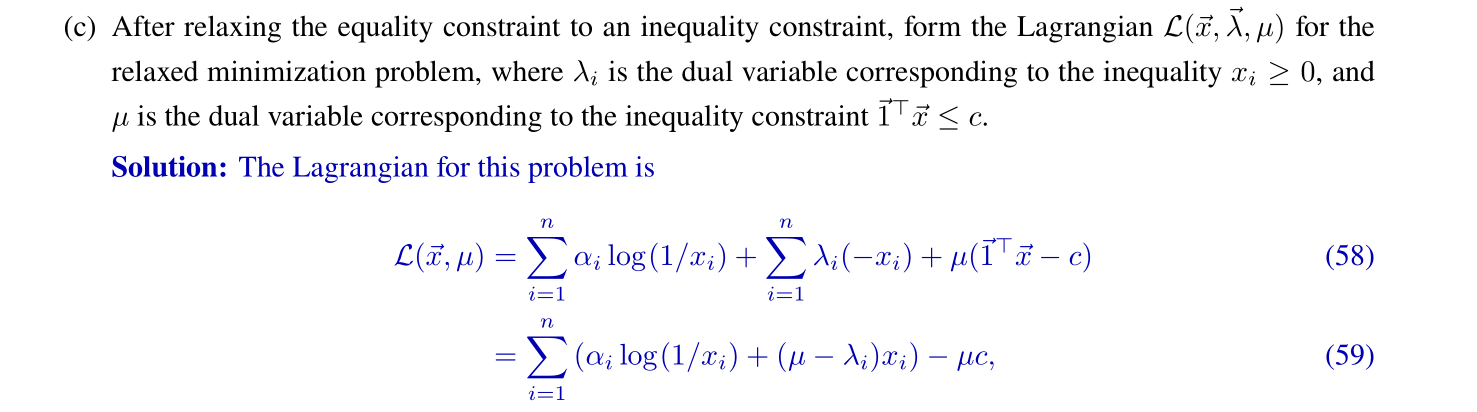 (c) After relaxing the equality constraint to an inequality constraint, form the Lagrangian $\mathcal{L}(\vec{x}, \vec{\lambda}, \mu)$ for the
relaxed minimization problem, where $\lambda_i$ is the dual variable corresponding to the inequality $x_i \geq 0$, and
$\mu$ is the dual variable corresponding to the inequality constraint $\vec{1}^\top \vec{x} \leq c$.
Solution: The Lagrangian for this problem is
$\mathcal{L}(\vec{x}, \mu) = \sum_{i=1}^{n} \alpha_i \log(1/x_i) + \sum_{i=1}^{n} \lambda_i(-x_i) + \mu(\vec{1}^\top \vec{x} - c)$ (58)
$= \sum_{i=1}^{n} (\alpha_i \log(1/x_i) + (\mu - \lambda_i)x_i) - \mu c,$ (59)